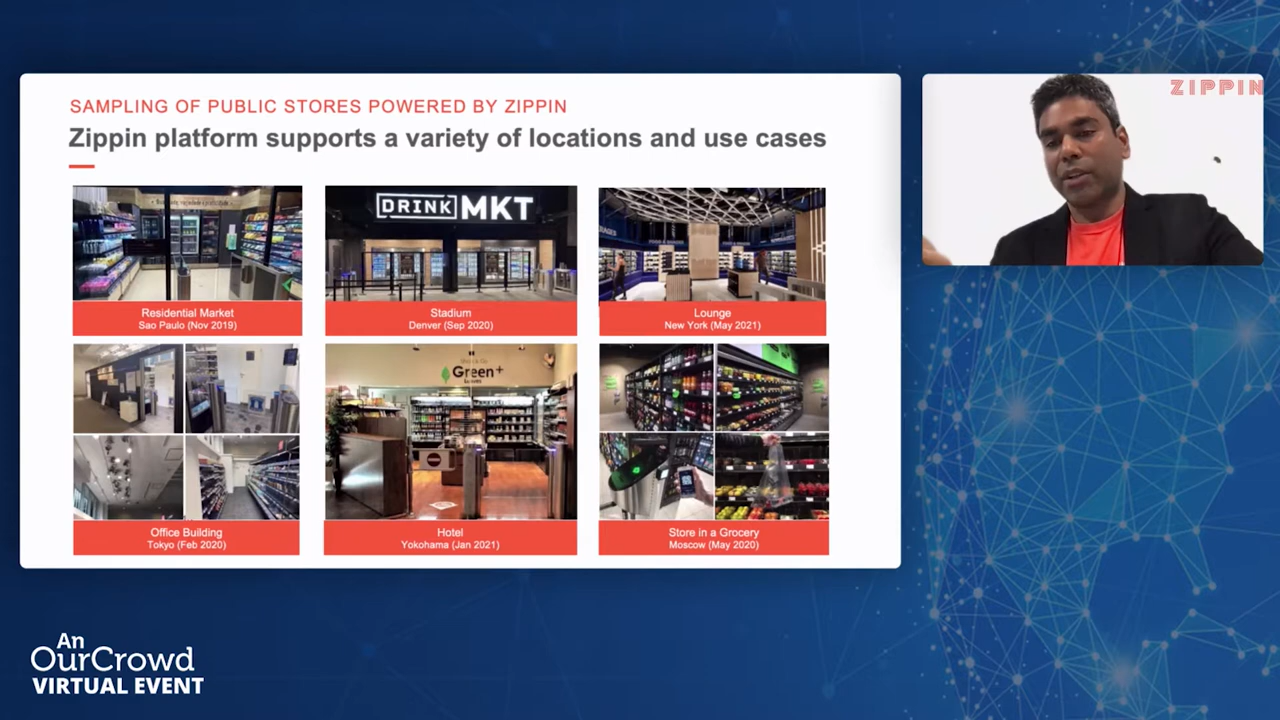 SAMPLING OF PUBLIC STORES POWERED BY ZIPPIN
Zippin platform supports a variety of locations and use cases
ZIPPIN
DRINK MKT
Residential Market
Sao Paulo (Nov 2019)
Stadium
Denver (Sep 2020)
Lounge
New York (May 2021)
Green+
Office Building
Tokyo (Feb 2020)
Hotel
Yokohama (Jan 2021)
Store in a Grocery
Moscow (May 2020)
An
OurCrowd
VIRTUAL EVENT